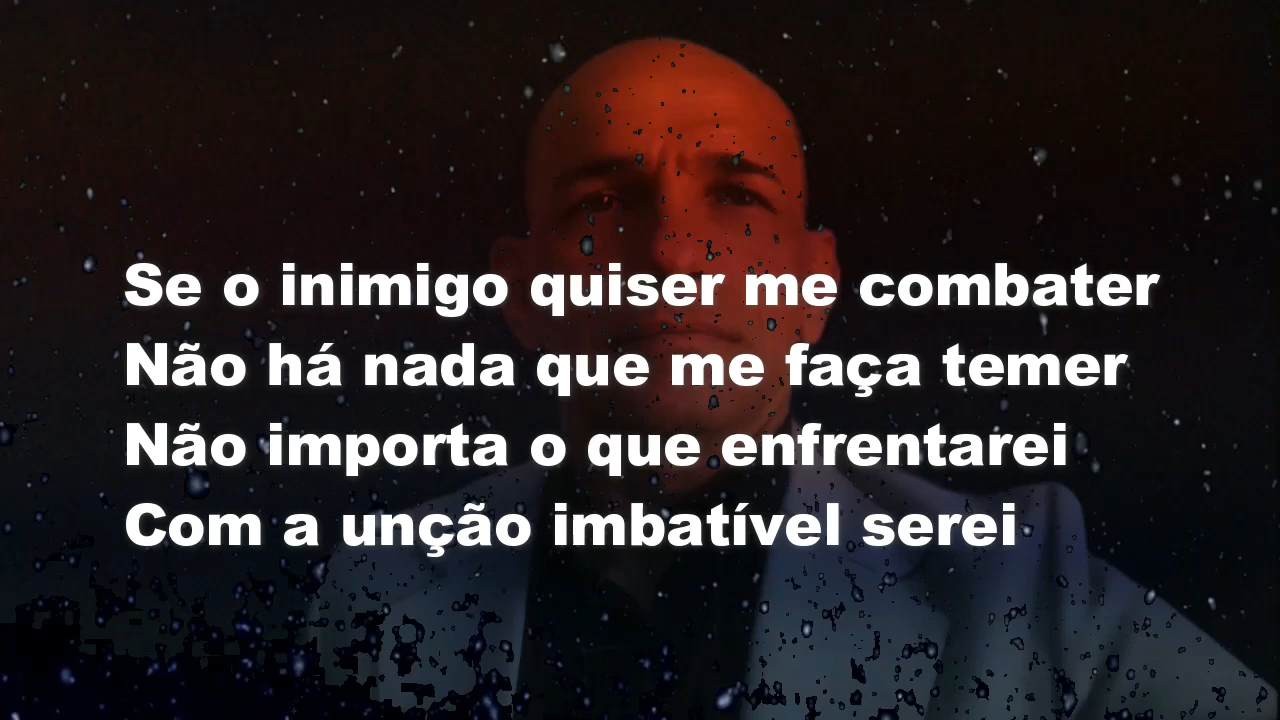 Se o inimigo quiser me combater
Não há nada que me faça temer
Não importa o que enfrentarei
Com a unção imbatível serei